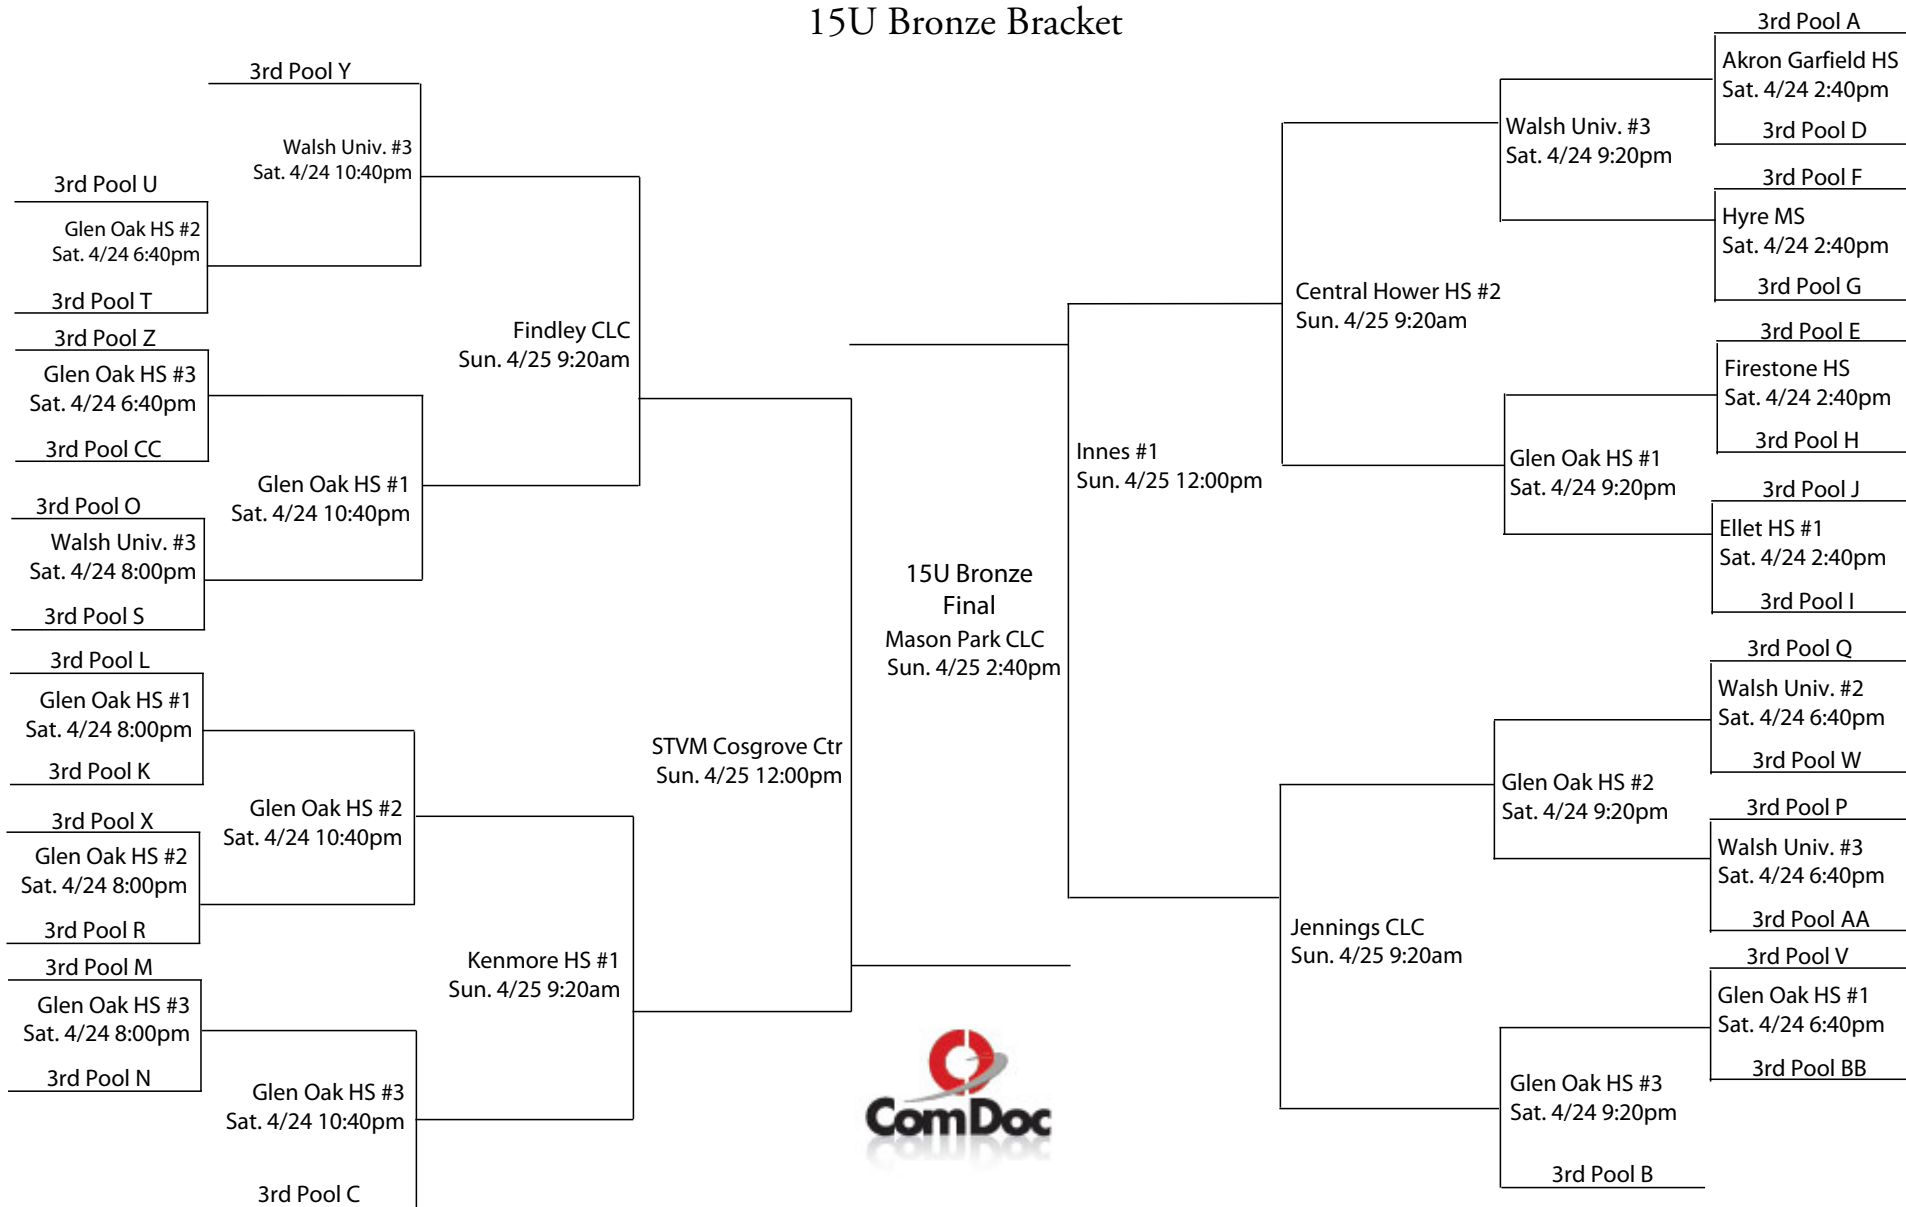 15U Bronze Bracket
3rd Pool Y
Walsh Univ. #3
Sat. 4/24 10:40pm
3rd Pool U
Glen Oak HS #2
Sat. 4/24 6:40pm
3rd Pool T
3rd Pool Z
Glen Oak HS #3
Sat. 4/24 6:40pm
3rd Pool CC
Glen Oak HS #1
Sat. 4/24 10:40pm
3rd Pool O
Walsh Univ. #3
Sat. 4/24 8:00pm
3rd Pool S
Findley CLC
Sun. 4/25 9:20am
3rd Pool L
Glen Oak HS #1
Sat. 4/24 8:00pm
3rd Pool K
Glen Oak HS #2
Sat. 4/24 10:40pm
3rd Pool X
Glen Oak HS #2
Sat. 4/24 8:00pm
3rd Pool R
3rd Pool M
Glen Oak HS #3
Sat. 4/24 8:00pm
3rd Pool N
Glen Oak HS #3
Sat. 4/24 10:40pm
3rd Pool C
Kenmore HS #1
Sun. 4/25 9:20am
STVM Cosgrove Ctr
Sun. 4/25 12:00pm
15U Bronze
Final
Mason Park CLC
Sun. 4/25 2:40pm
Innes #1
Sun. 4/25 12:00pm
Central Hower HS #2
Sun. 4/25 9:20am
Walsh Univ. #3
Sat. 4/24 9:20pm
3rd Pool A
Akron Garfield HS
Sat. 4/24 2:40pm
3rd Pool D
3rd Pool F
Hyre MS
Sat. 4/24 2:40pm
3rd Pool G
3rd Pool E
Firestone HS
Sat. 4/24 2:40pm
3rd Pool H
Glen Oak HS #1
Sat. 4/24 9:20pm
3rd Pool J
Ellet HS #1
Sat. 4/24 2:40pm
3rd Pool I
3rd Pool Q
Walsh Univ. #2
Sat. 4/24 6:40pm
3rd Pool W
Glen Oak HS #2
Sat. 4/24 9:20pm
3rd Pool P
Walsh Univ. #3
Sat. 4/24 6:40pm
3rd Pool AA
Jennings CLC
Sun. 4/25 9:20am
3rd Pool V
Glen Oak HS #1
Sat. 4/24 6:40pm
3rd Pool BB
Glen Oak HS #3
Sat. 4/24 9:20pm
3rd Pool B
ComDoc